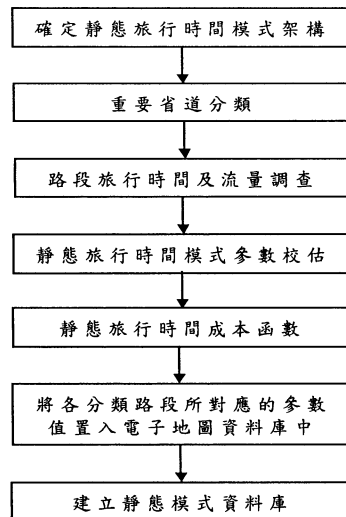 確定靜態旅行時間模式架構
重要省道分類
路段旅行時間及流量調查
靜態旅行時間模式參數校估
靜態旅行時間成本函數
將各分類路段所對應的參數
值置入電子地圖資料庫中
建立靜態模式資料庫